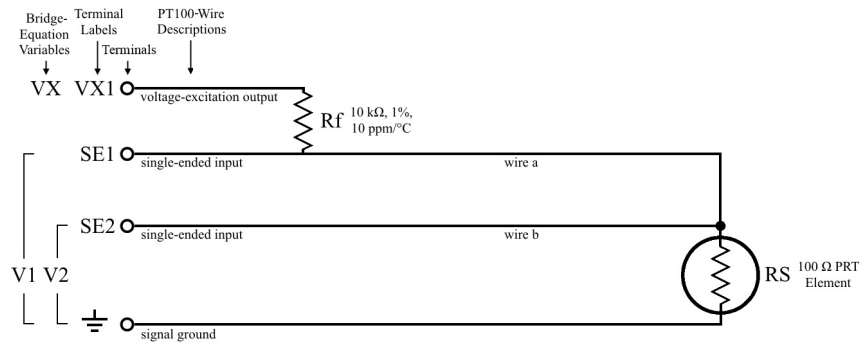 Bridge-
Equation
Variables
Terminal
Labels
Terminals
PT100-Wire
Descriptions
VX VX1
voltage-excitation output
Rf 10 kΩ, 1%,
10 ppm/°C
SE1
single-ended input
wire a
SE2
single-ended input
wire b
V1 V2
RS 100 Ω PRT
Element
signal ground